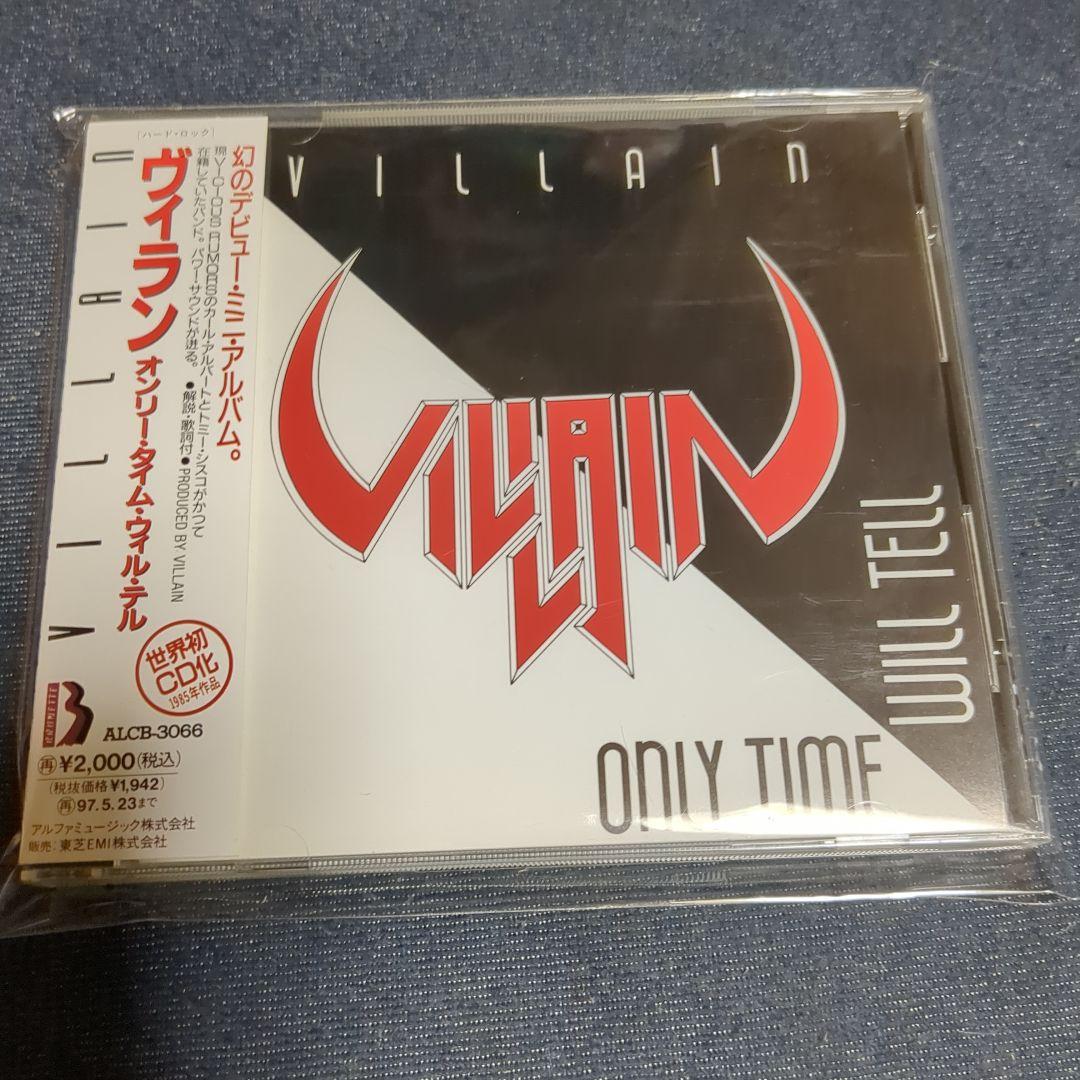 [ハード・ロック]
VILLAIN
ヴィラン
オンリー・タイム・ウィル・テル
幻のデビュー・ミニ・アルバム。
現VICIOUS RUMORSのカール・アルバートとトミー・シスコがかつて
在籍していたバンド。パワー・サウンドが迸る。 ●解説・歌詞付● PRODUCED BY VILLAIN
世界初
CD化
1985年作品
B
ALCB-3066
再¥2,000(税込)
(税抜価格¥1,942)
再97.5.23まで
アルファミュージック株式会社
販売:東芝EMI株式会社
VILLAIN
VILLAIN
ONLY TIME
WILL TELL